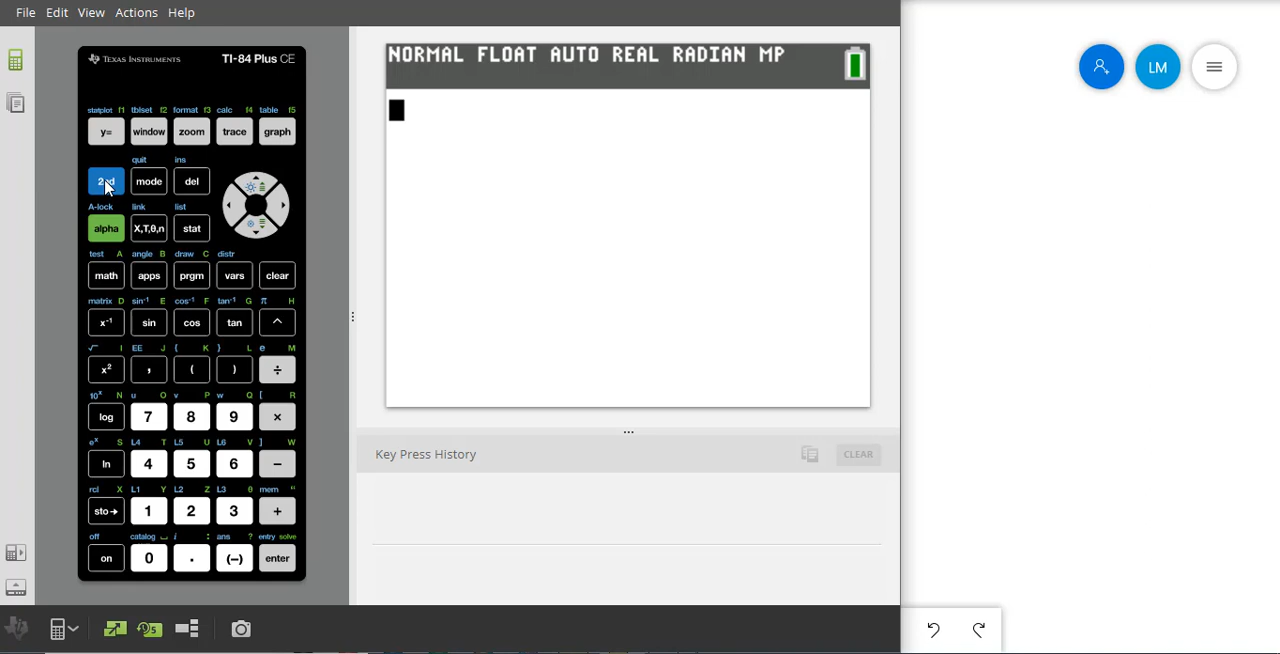 File Edit View Actions Help
TEXAS INSTRUMENTS TI-84 Plus CE
NORMAL FLOAT AUTO REAL RADIAN MP
LM
statplot f1 tblset f2 format f3 calc f4 table f5
y= window zoom trace graph
quit ins
2nd mode del
A-lock link list
alpha X,T,θ,n stat
test A angle B draw C distr
math apps prgm vars clear
matrix D sin⁻¹ E cos⁻¹ F tan⁻¹ G π H
x⁻¹ sin cos tan ^
√‾ I EE J { K } L e M
x² , ( ) ÷
10ˣ N u O v P w Q [ R
log 7 8 9 ×
eˣ S L4 T L5 U L6 V ] W
ln 4 5 6 −
rcl X L1 Y L2 Z L3 θ mem “
sto→ 1 2 3 +
off catalog ⎵ i : ans ? entry solve
on 0 . (−) enter
Key Press History CLEAR